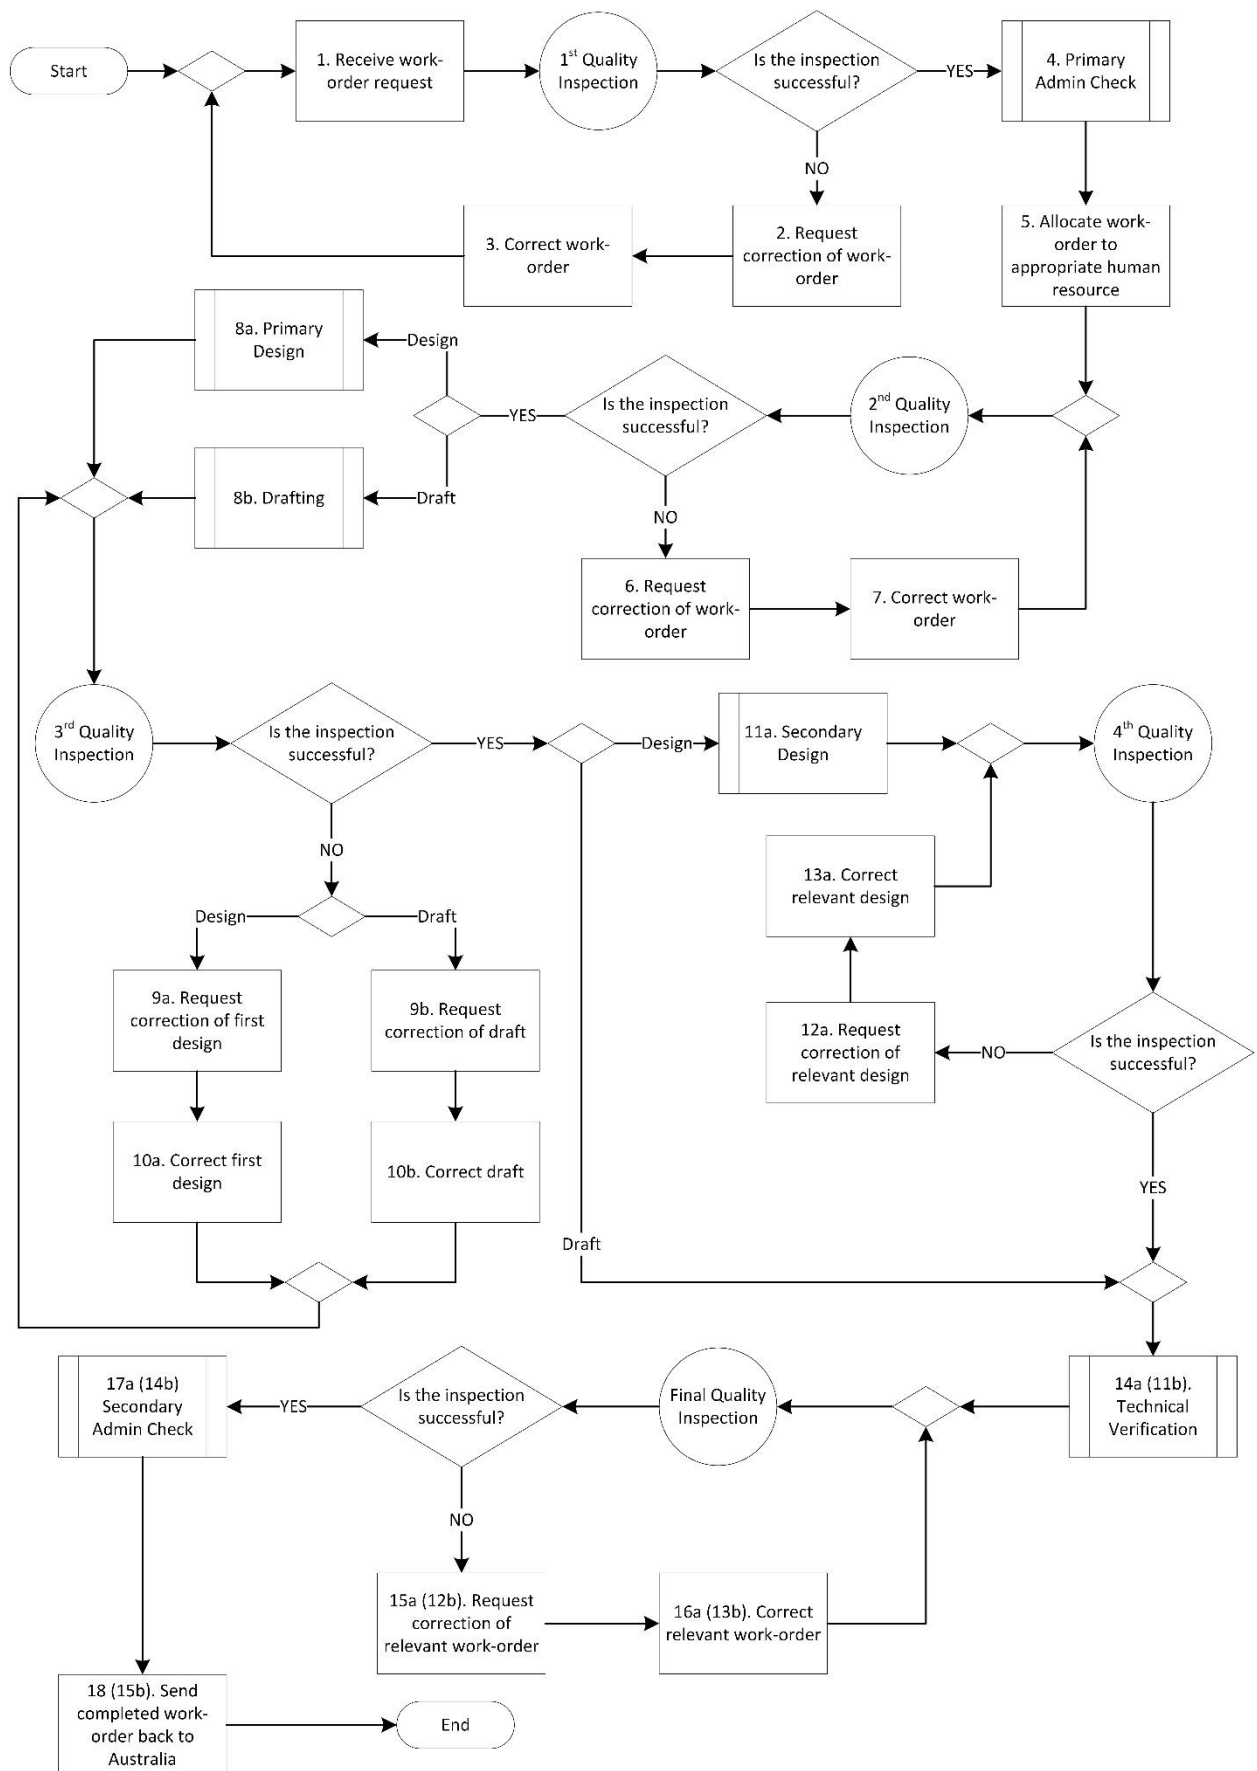 Start
1. Receive work-
order request
1st Quality
Inspection
Is the inspection
successful?
YES
4. Primary
Admin Check
NO
3. Correct work-
order
2. Request
correction of work-
order
5. Allocate work-
order to
appropriate human
resource
8a. Primary
Design
Design
Is the inspection
successful?
YES
2nd Quality
Inspection
8b. Drafting
Draft
NO
6. Request
correction of work-
order
7. Correct work-
order
3rd Quality
Inspection
Is the inspection
successful?
YES
Design
11a. Secondary
Design
4th Quality
Inspection
NO
13a. Correct
relevant design
Design
Draft
9a. Request
correction of first
design
9b. Request
correction of draft
12a. Request
correction of
relevant design
NO
Is the inspection
successful?
10a. Correct first
design
10b. Correct draft
YES
Draft
17a (14b)
Secondary
Admin Check
YES
Is the inspection
successful?
Final Quality
Inspection
14a (11b).
Technical
Verification
NO
15a (12b). Request
correction of
relevant work-order
16a (13b). Correct
relevant work-order
18 (15b). Send
completed work-
order back to
Australia
End